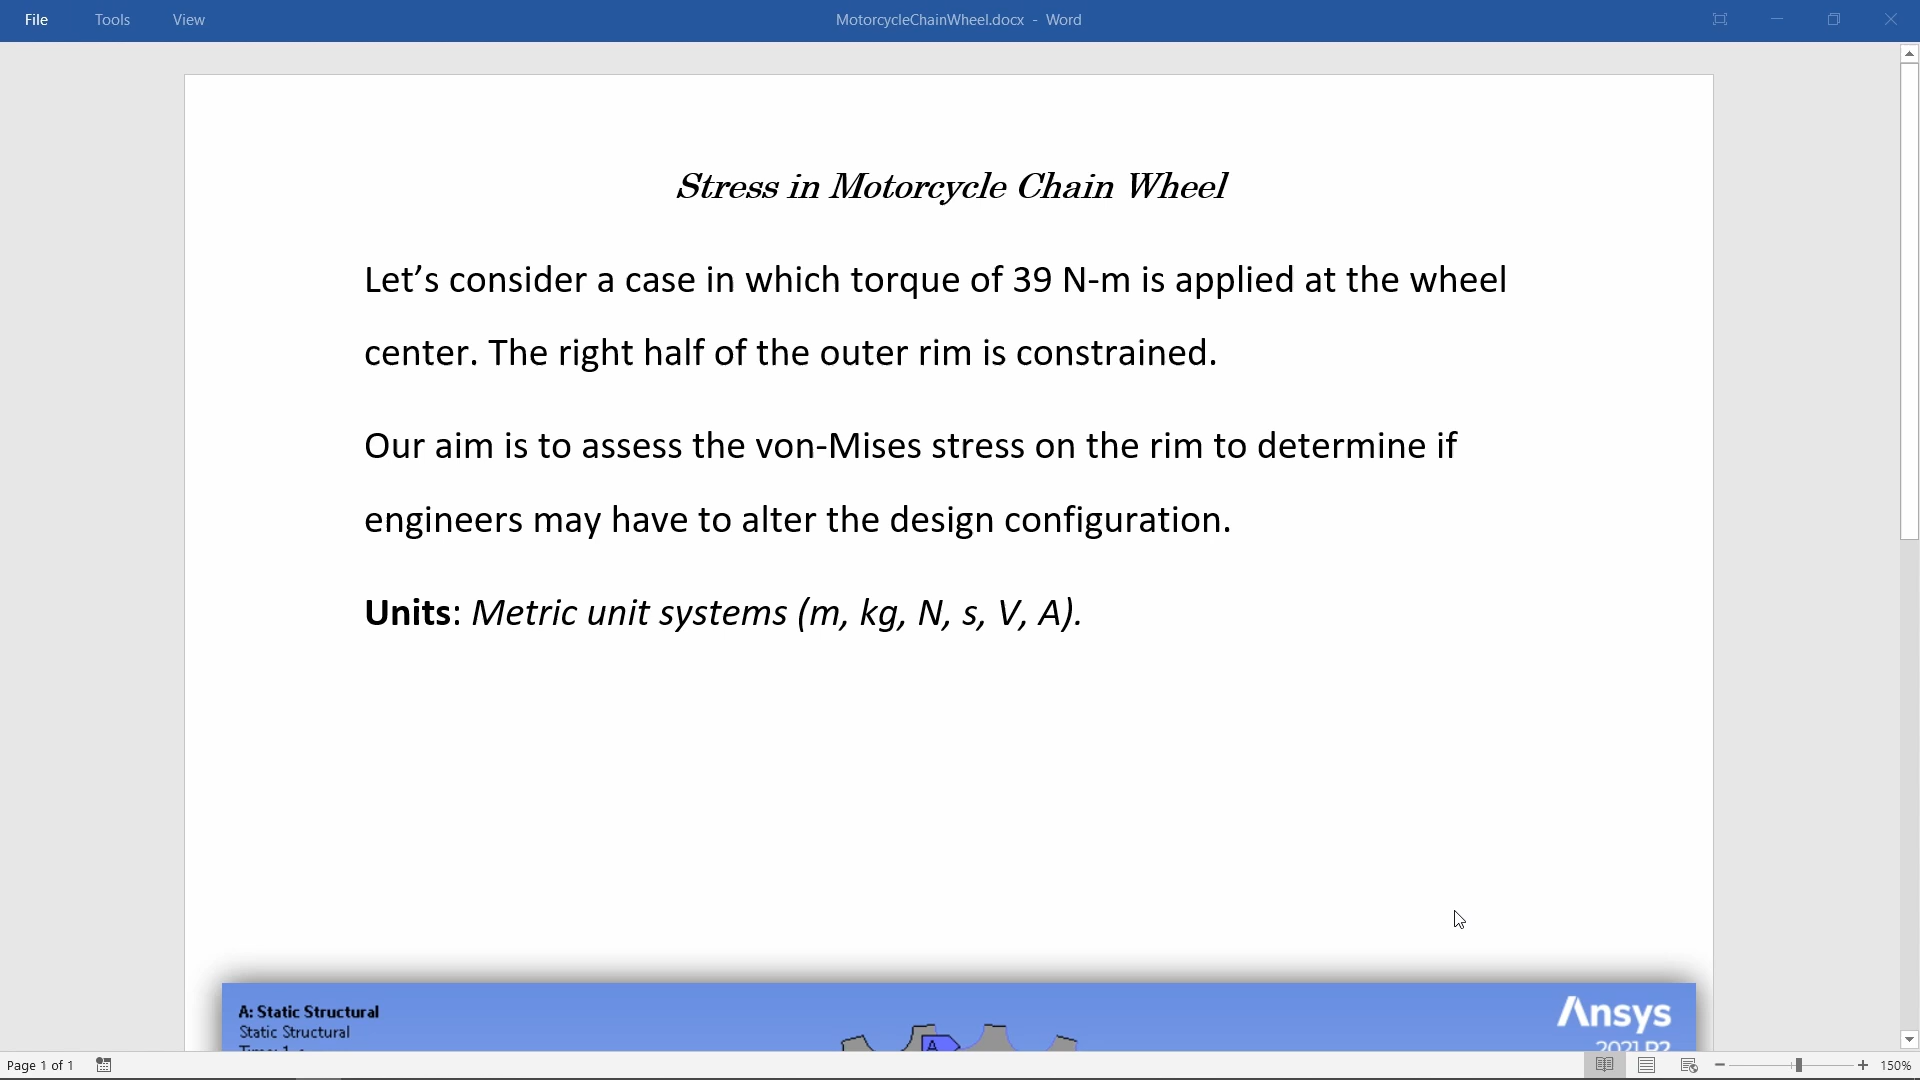 File Tools View MotorcycleChainWheel.docx - Word
Stress in Motorcycle Chain Wheel
Let’s consider a case in which torque of 39 N-m is applied at the wheel
center. The right half of the outer rim is constrained.
Our aim is to assess the von-Mises stress on the rim to determine if
engineers may have to alter the design configuration.
Units: Metric unit systems (m, kg, N, s, V, A).
A: Static Structural
Static Structural
Ansys
2021 R2
A
Page 1 of 1
150%